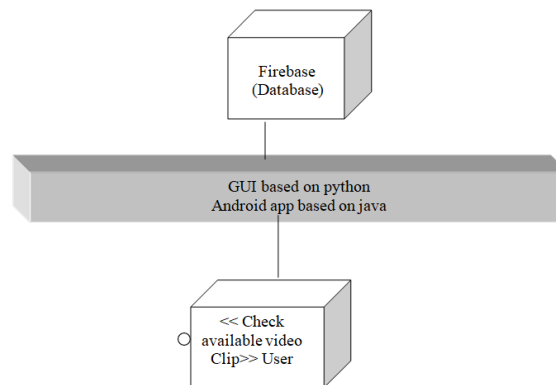 Firebase
(Database)
GUI based on python
Android app based on java
<< Check
available video
Clip>> User